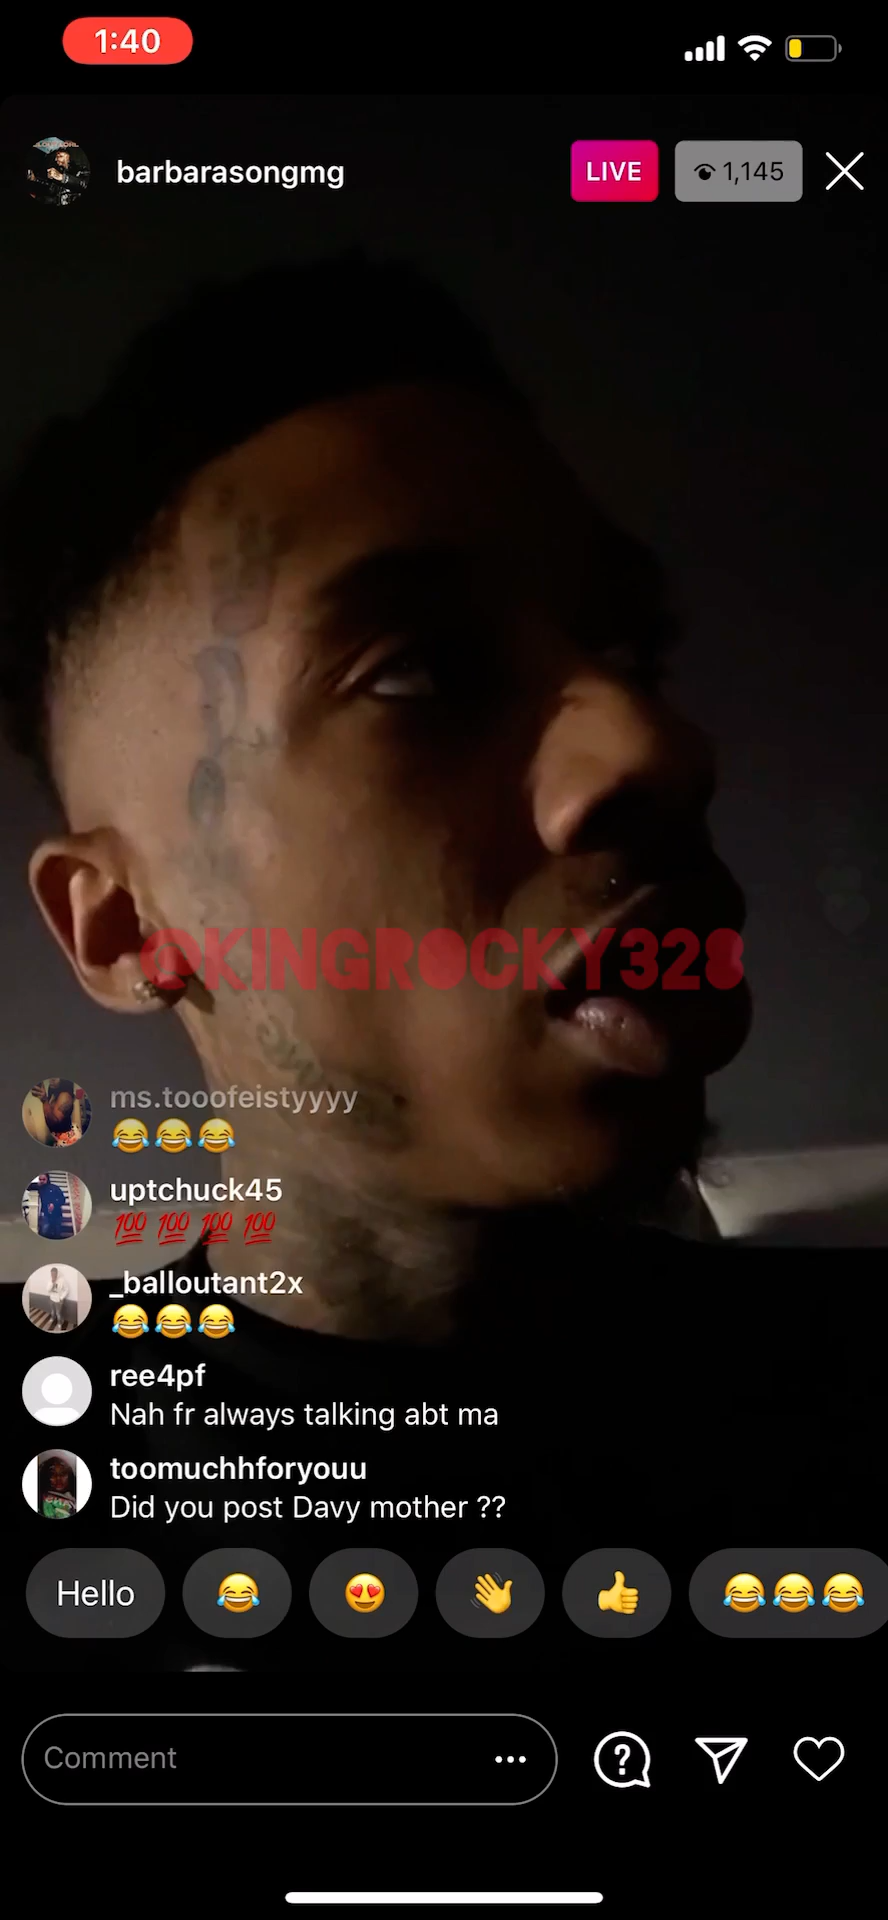 1:40
barbarasongmg
LIVE
1,145
@KINGROCKY328
ms.tooofeistyyyy
😂😂😂
uptchuck45
💯💯💯💯
_balloutant2x
😂😂😂
ree4pf
Nah fr always talking abt ma
toomuchhforyouu
Did you post Davy mother ??
Hello 😂 😍 👋 👍 😂😂😂
Comment